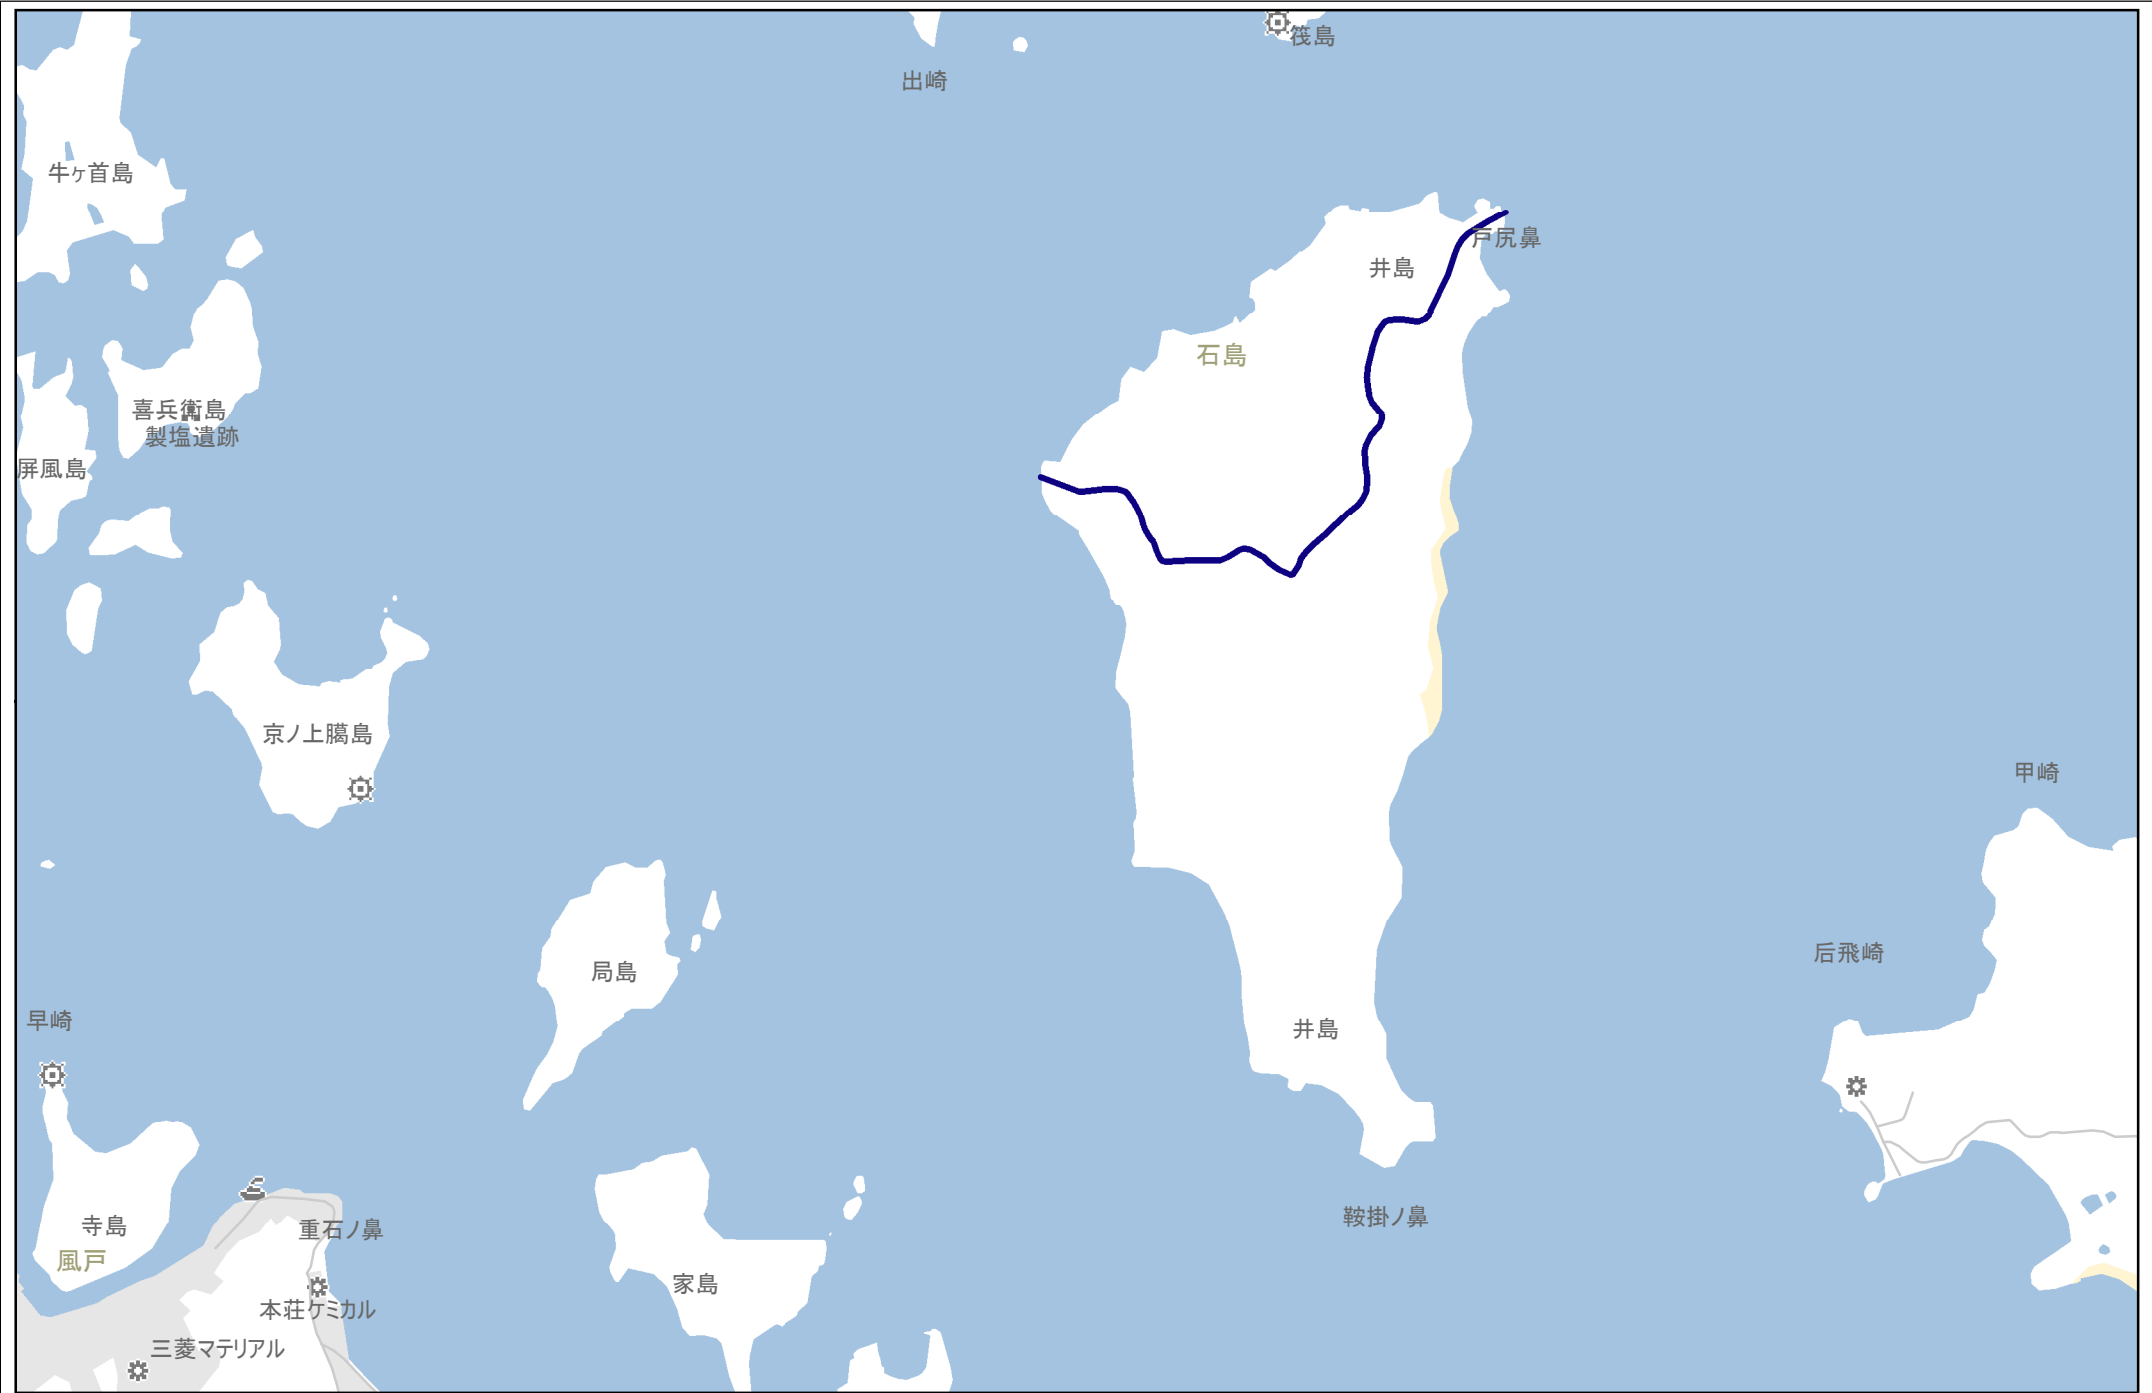 筏島
出崎
牛ヶ首島
戸尻鼻
井島
石島
喜兵衛島
製塩遺跡
屏風島
京ノ上臈島
甲崎
后飛崎
局島
早崎
井島
鞍掛ノ鼻
寺島
重石ノ鼻
風戸
家島
本荘ケミカル
三菱マテリアル